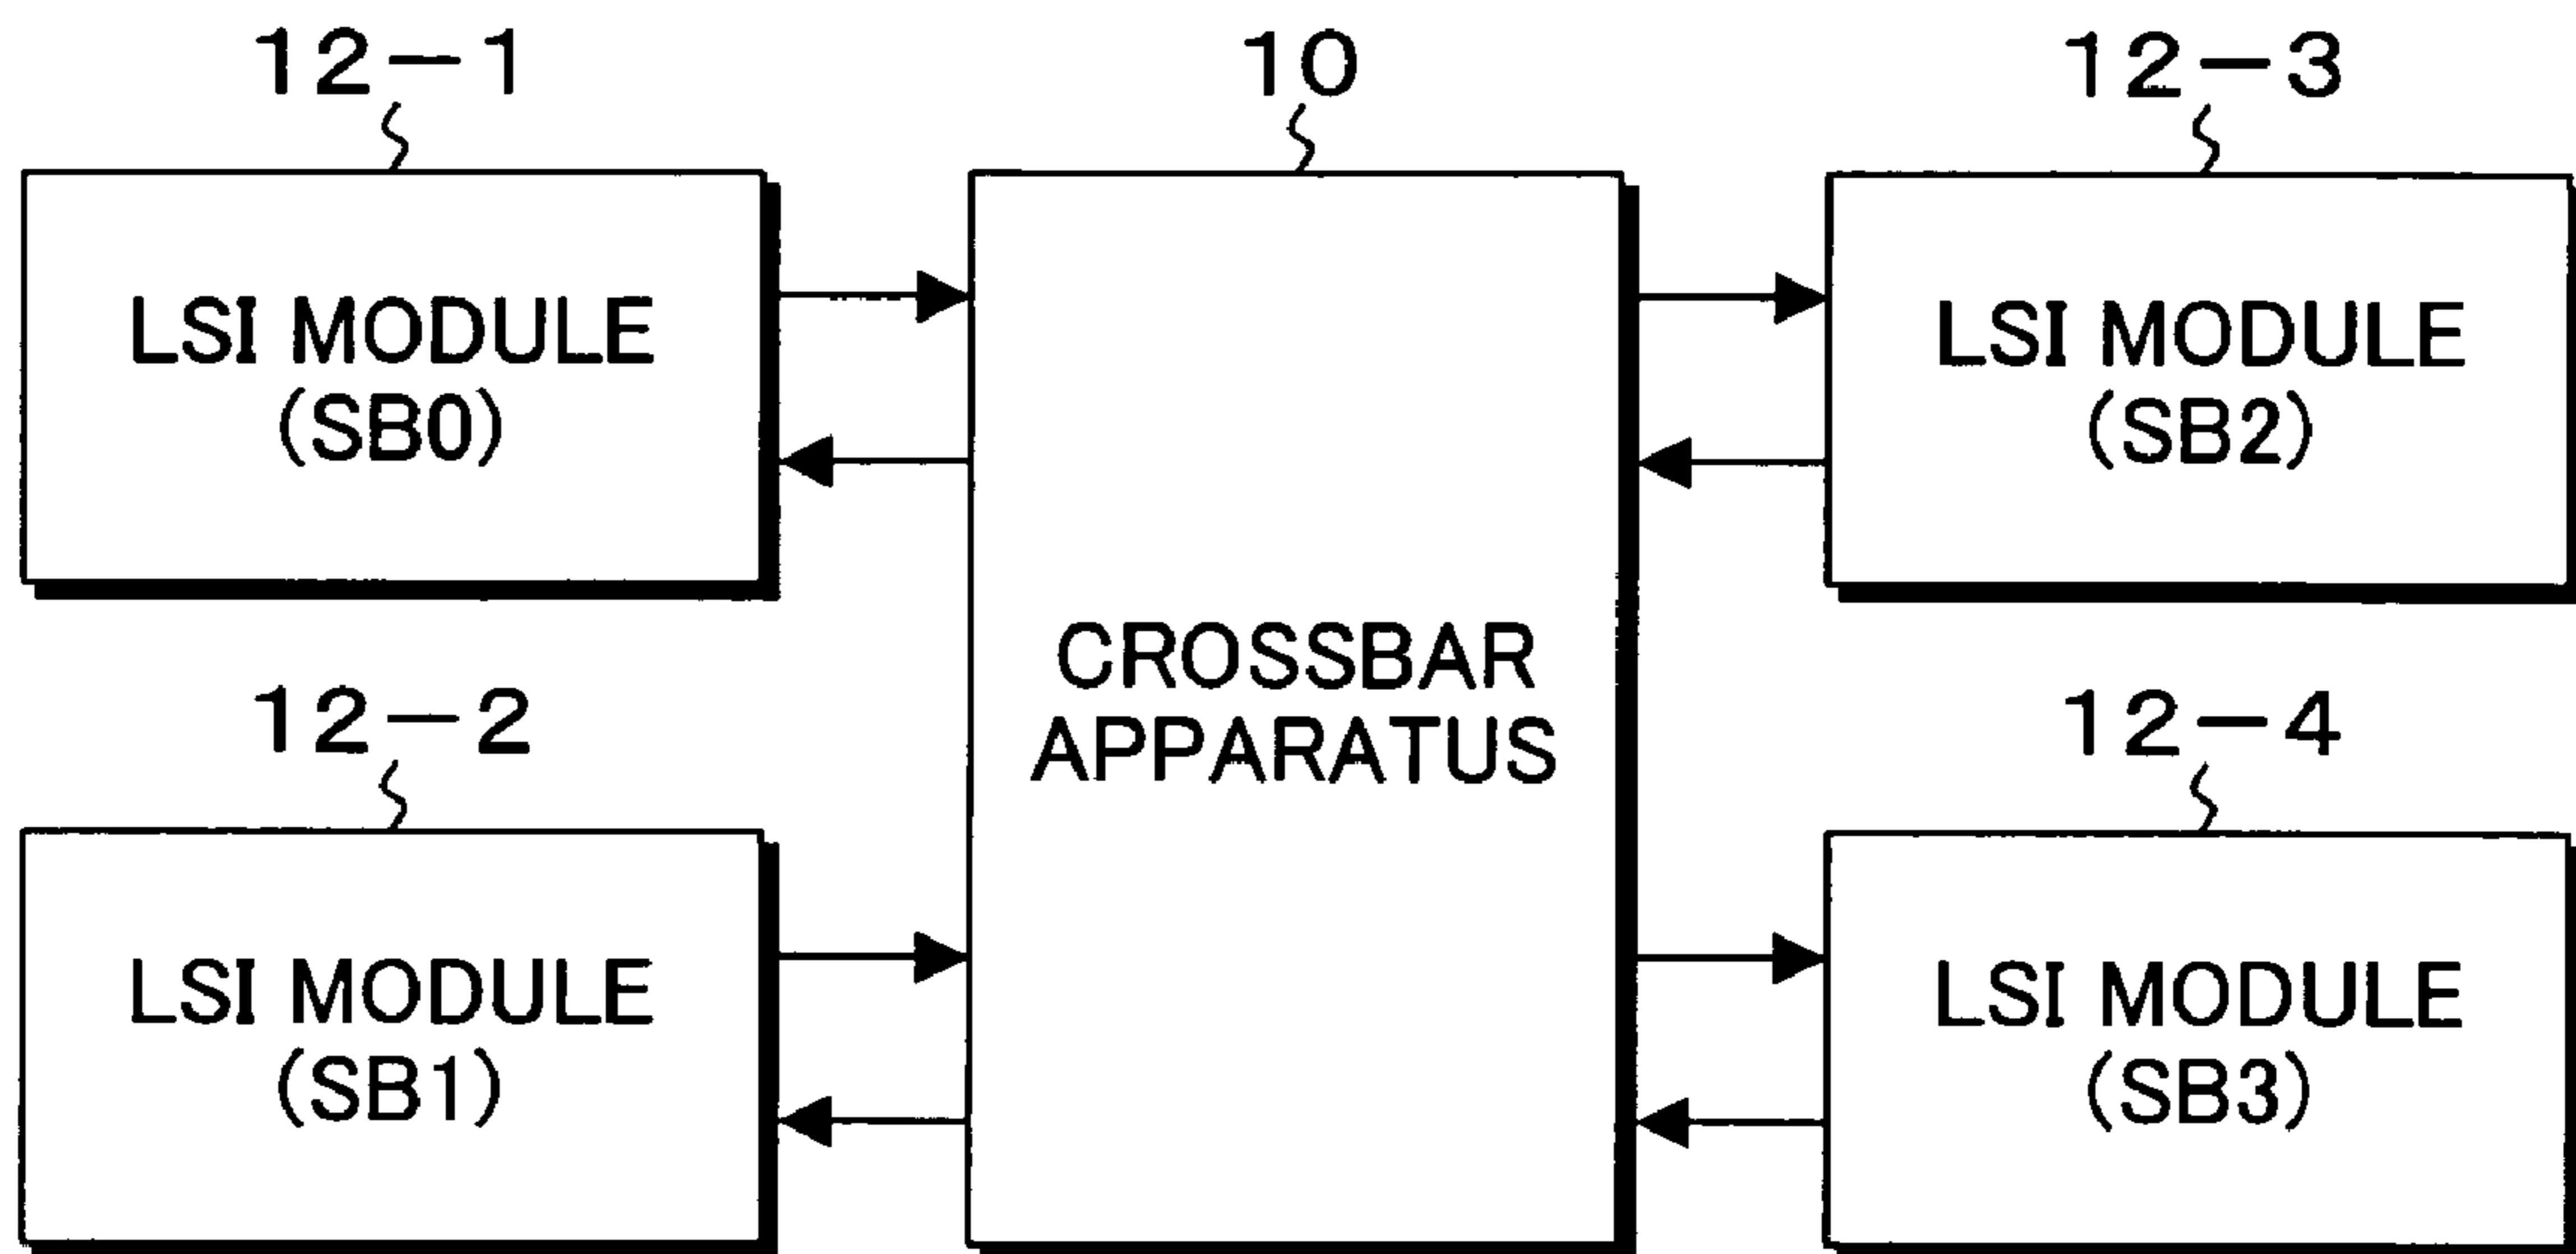 12-1
10
12-3
LSI MODULE
(SB0)
LSI MODULE
(SB2)
CROSSBAR
APPARATUS
12-2
12-4
LSI MODULE
(SB1)
LSI MODULE
(SB3)